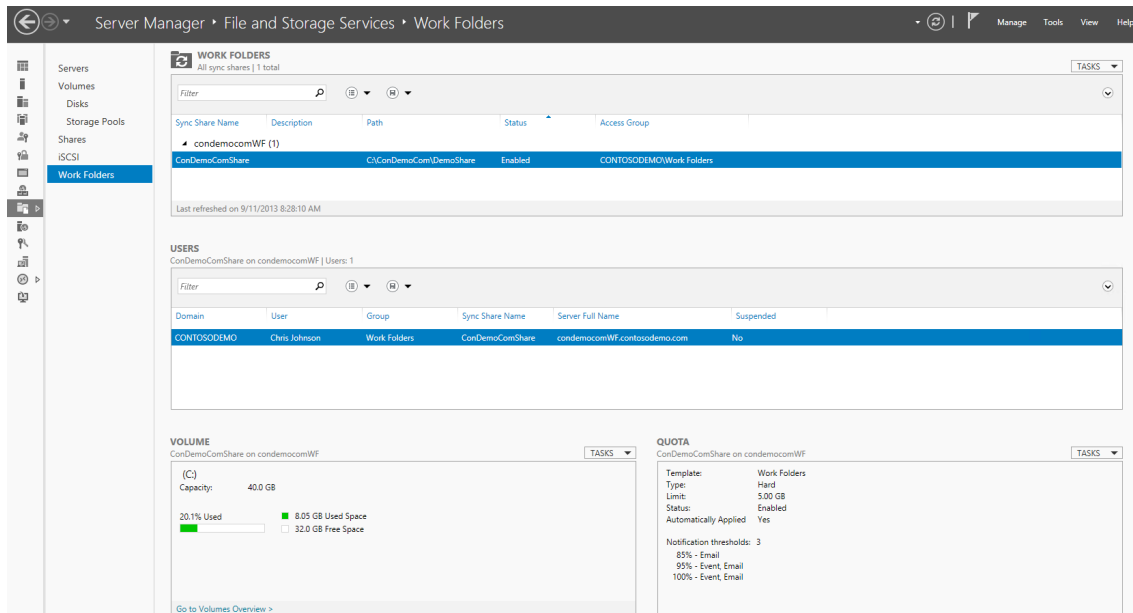 Server Manager ‣ File and Storage Services ‣ Work Folders
Manage Tools View Help
Servers
Volumes
Disks
Storage Pools
Shares
iSCSI
Work Folders
WORK FOLDERS
All sync shares | 1 total
TASKS
Filter
Sync Share Name Description Path Status Access Group
condemocomWF (1)
ConDemoComShare C:\ConDemoCom\DemoShare Enabled CONTOSODEMO\Work Folders
Last refreshed on 9/11/2013 8:28:10 AM
USERS
ConDemoComShare on condemocomWF | Users: 1
Filter
Domain User Group Sync Share Name Server Full Name Suspended
CONTOSODEMO Chris Johnson Work Folders ConDemoComShare condemocomWF.contosodemo.com No
VOLUME
ConDemoComShare on condemocomWF
TASKS
(C:)
Capacity: 40.0 GB
20.1% Used 8.05 GB Used Space
32.0 GB Free Space
Go to Volumes Overview >
QUOTA
ConDemoComShare on condemocomWF
TASKS
Template: Work Folders
Type: Hard
Limit: 5.00 GB
Status: Enabled
Automatically Applied Yes
Notification thresholds: 3
85% - Email
95% - Event, Email
100% - Event, Email